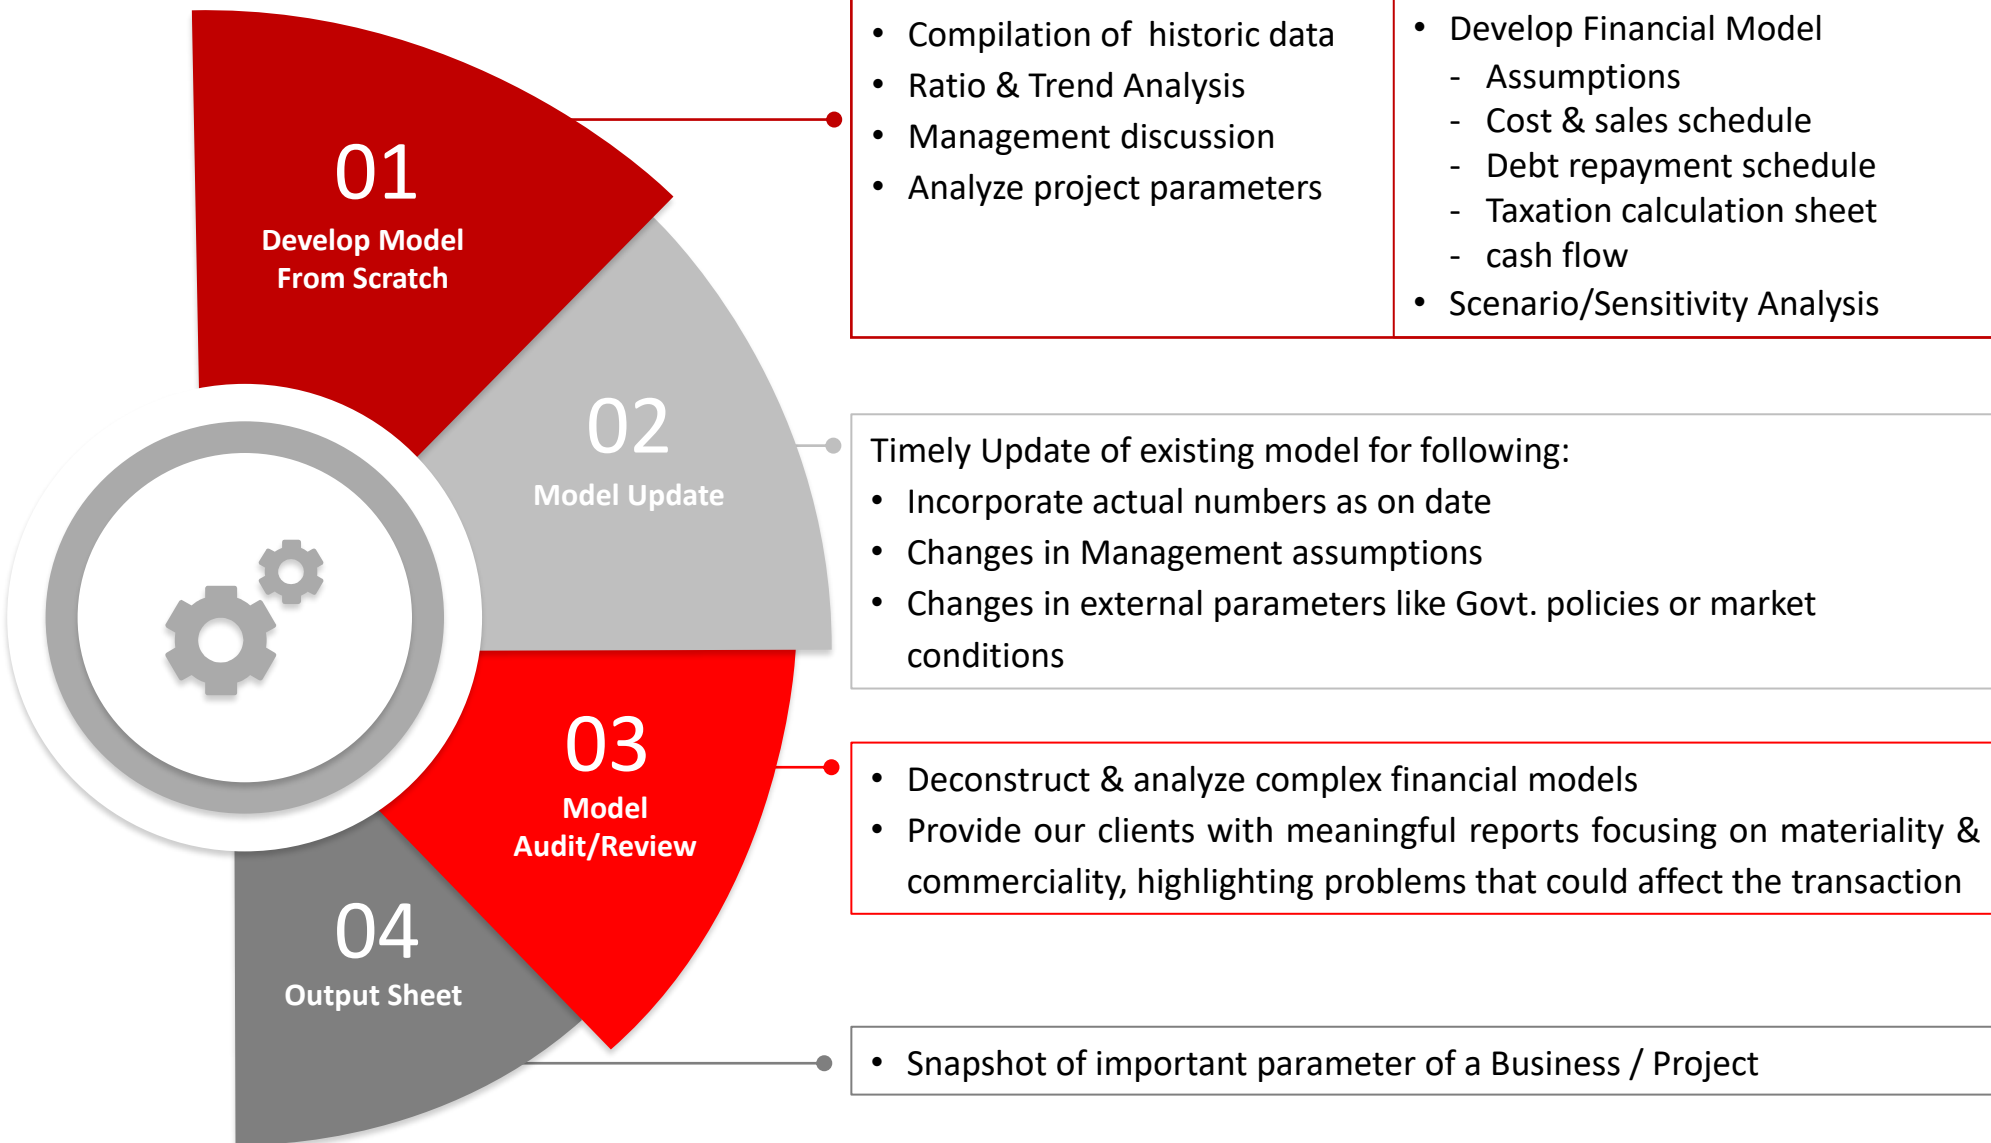 01
Develop Model
From Scratch
• Compilation of historic data
• Ratio & Trend Analysis
• Management discussion
• Analyze project parameters
• Develop Financial Model
- Assumptions
- Cost & sales schedule
- Debt repayment schedule
- Taxation calculation sheet
- cash flow
• Scenario/Sensitivity Analysis
02
Model Update
Timely Update of existing model for following:
• Incorporate actual numbers as on date
• Changes in Management assumptions
• Changes in external parameters like Govt. policies or market
conditions
03
Model
Audit/Review
• Deconstruct & analyze complex financial models
• Provide our clients with meaningful reports focusing on materiality &
commerciality, highlighting problems that could affect the transaction
04
Output Sheet
• Snapshot of important parameter of a Business / Project